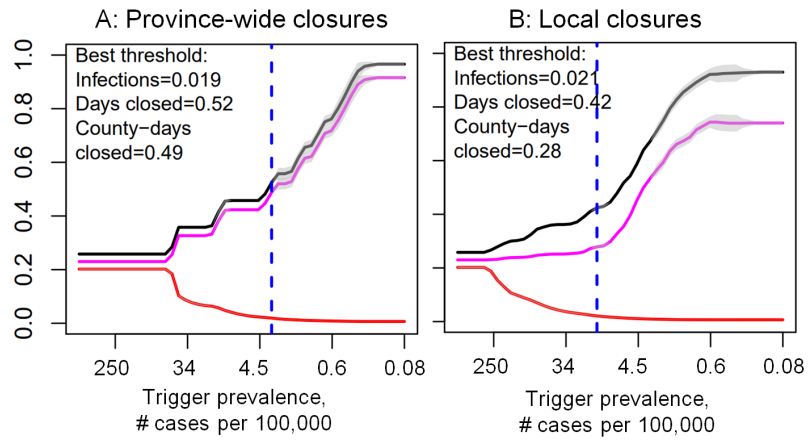 A: Province-wide closures
B: Local closures
Best threshold:
Infections=0.019
Days closed=0.52
County−days
closed=0.49
Best threshold:
Infections=0.021
Days closed=0.42
County−days
closed=0.28
1.0
0.8
0.6
0.4
0.2
0.0
250 34 4.5 0.6 0.08
250 34 4.5 0.6 0.08
Trigger prevalence,
# cases per 100,000
Trigger prevalence,
# cases per 100,000